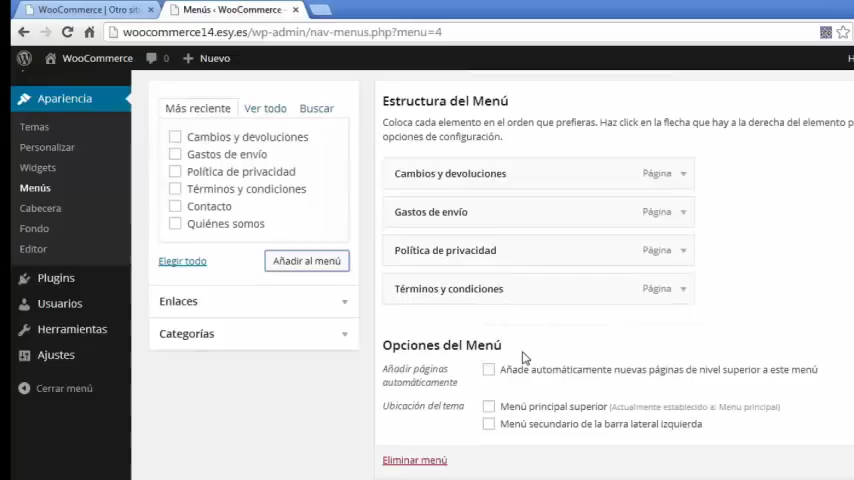 WooCommerce | Otro siti
Menús ‹ WooCommerce -
woocommerce14.esy.es/wp-admin/nav-menus.php?menu=4
WooCommerce 0 + Nuevo H
Apariencia
Temas
Personalizar
Widgets
Menús
Cabecera
Fondo
Editor
Plugins
Usuarios
Herramientas
Ajustes
Cerrar menú
Más reciente Ver todo Buscar
Cambios y devoluciones
Gastos de envío
Política de privacidad
Términos y condiciones
Contacto
Quiénes somos
Elegir todo Añadir al menú
Enlaces
Categorías
Estructura del Menú
Coloca cada elemento en el orden que prefieras. Haz click en la flecha que hay a la derecha del elemento p
opciones de configuración.
Cambios y devoluciones Página
Gastos de envío Página
Política de privacidad Página
Términos y condiciones Página
Opciones del Menú
Añadir páginas
automáticamente
Añade automáticamente nuevas páginas de nivel superior a este menú
Ubicación del tema
Menú principal superior (Actualmente establecido a: Menu principal)
Menú secundario de la barra lateral izquierda
Eliminar menú